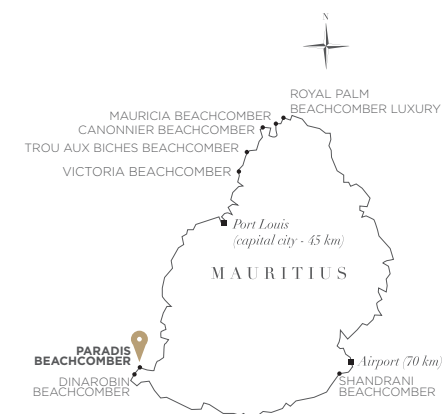 N
ROYAL PALM
BEACHCOMBER LUXURY
MAURICIA BEACHCOMBER
CANONNIER BEACHCOMBER
TROU AUX BICHES BEACHCOMBER
VICTORIA BEACHCOMBER
Port Louis
(capital city - 45 km)
MAURITIUS
PARADIS
BEACHCOMBER
DINAROBIN
BEACHCOMBER
Airport (70 km)
SHANDRANI
BEACHCOMBER